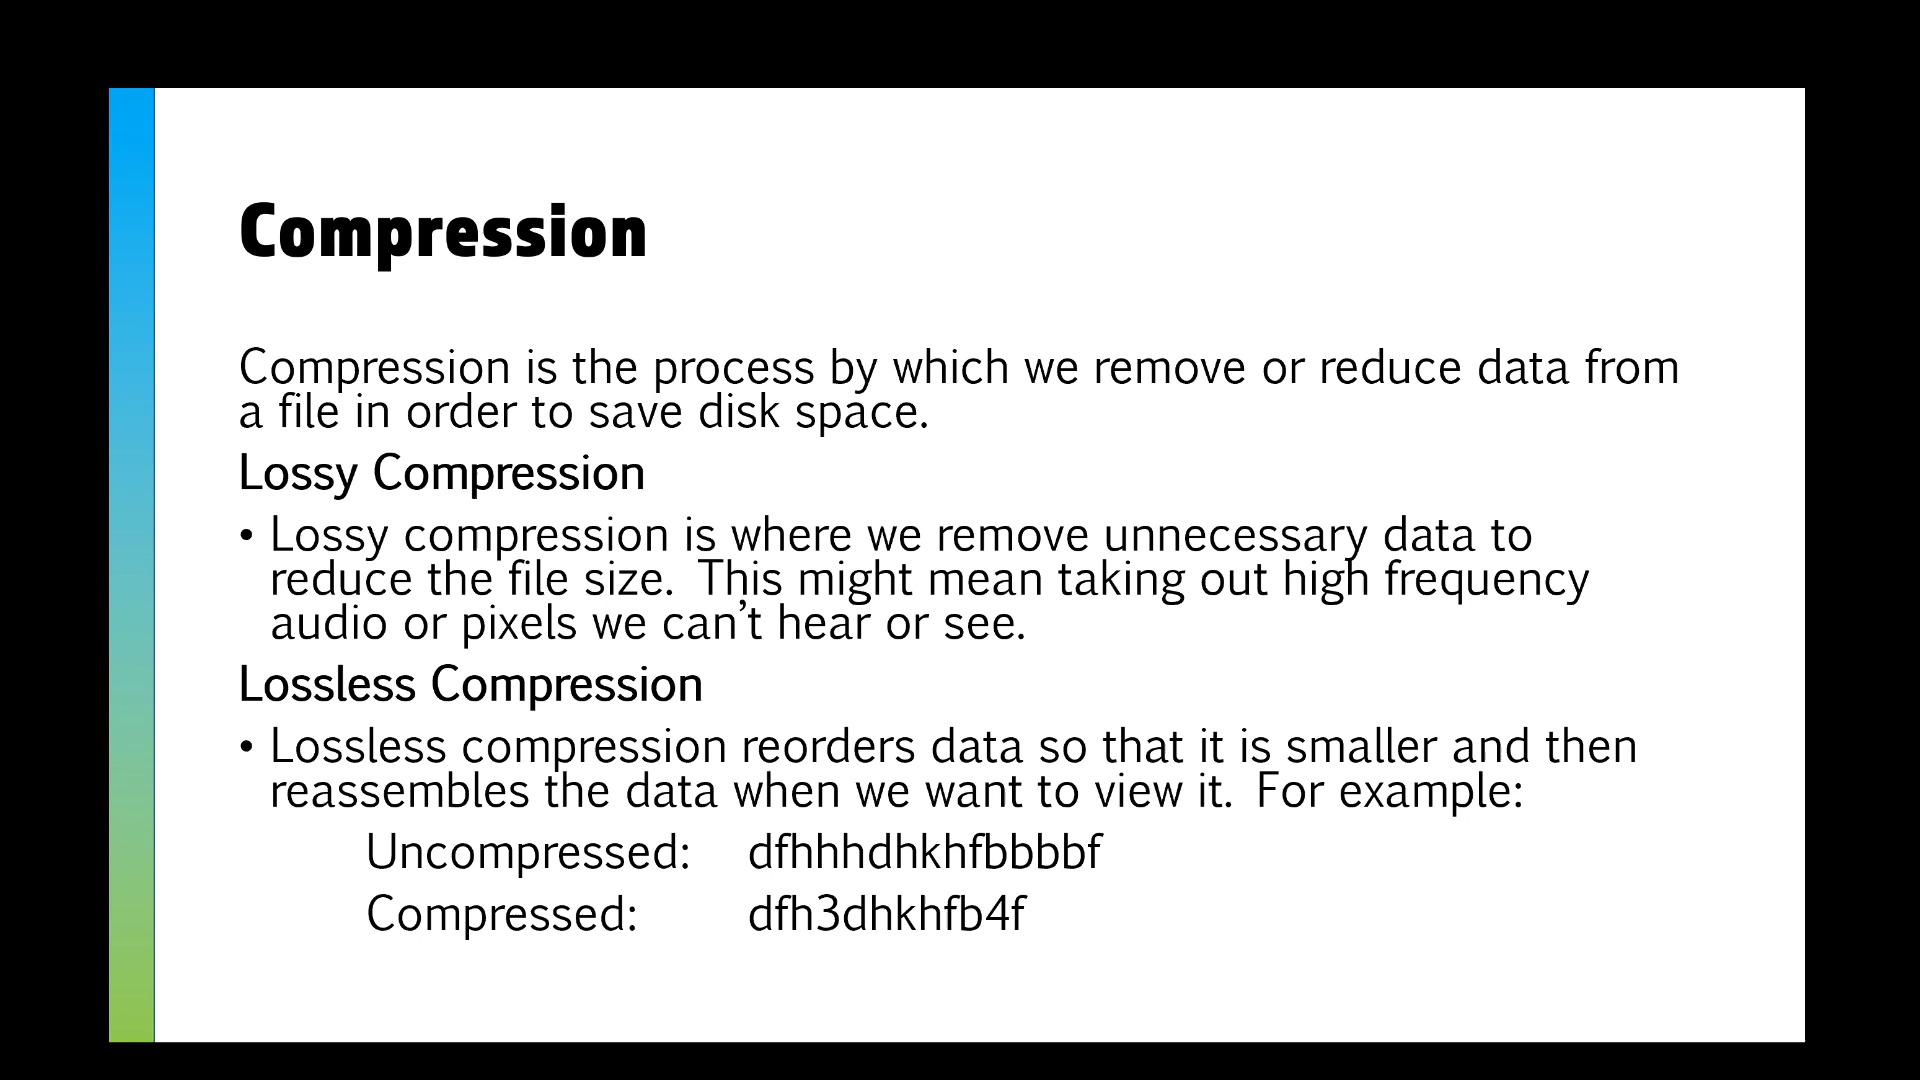 Compression
Compression is the process by which we remove or reduce data from
a file in order to save disk space.
Lossy Compression
• Lossy compression is where we remove unnecessary data to
reduce the file size.  This might mean taking out high frequency
audio or pixels we can’t hear or see.
Lossless Compression
• Lossless compression reorders data so that it is smaller and then
reassembles the data when we want to view it.  For example:
Uncompressed: dfhhhdhkhfbbbbf
Compressed: dfh3dhkhfb4f